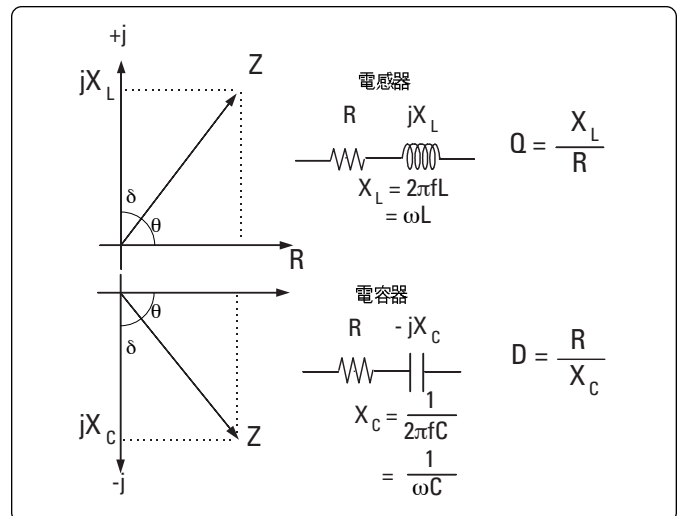 +j
jX L
Z
δ
θ
R
電感器
R jX L
X L = 2πfL
= ωL
Q = X L / R
θ
δ
jX C
Z
-j
電容器
R - jX C
X C = 1 / 2πfC
= 1 / ωC
D = R / X C